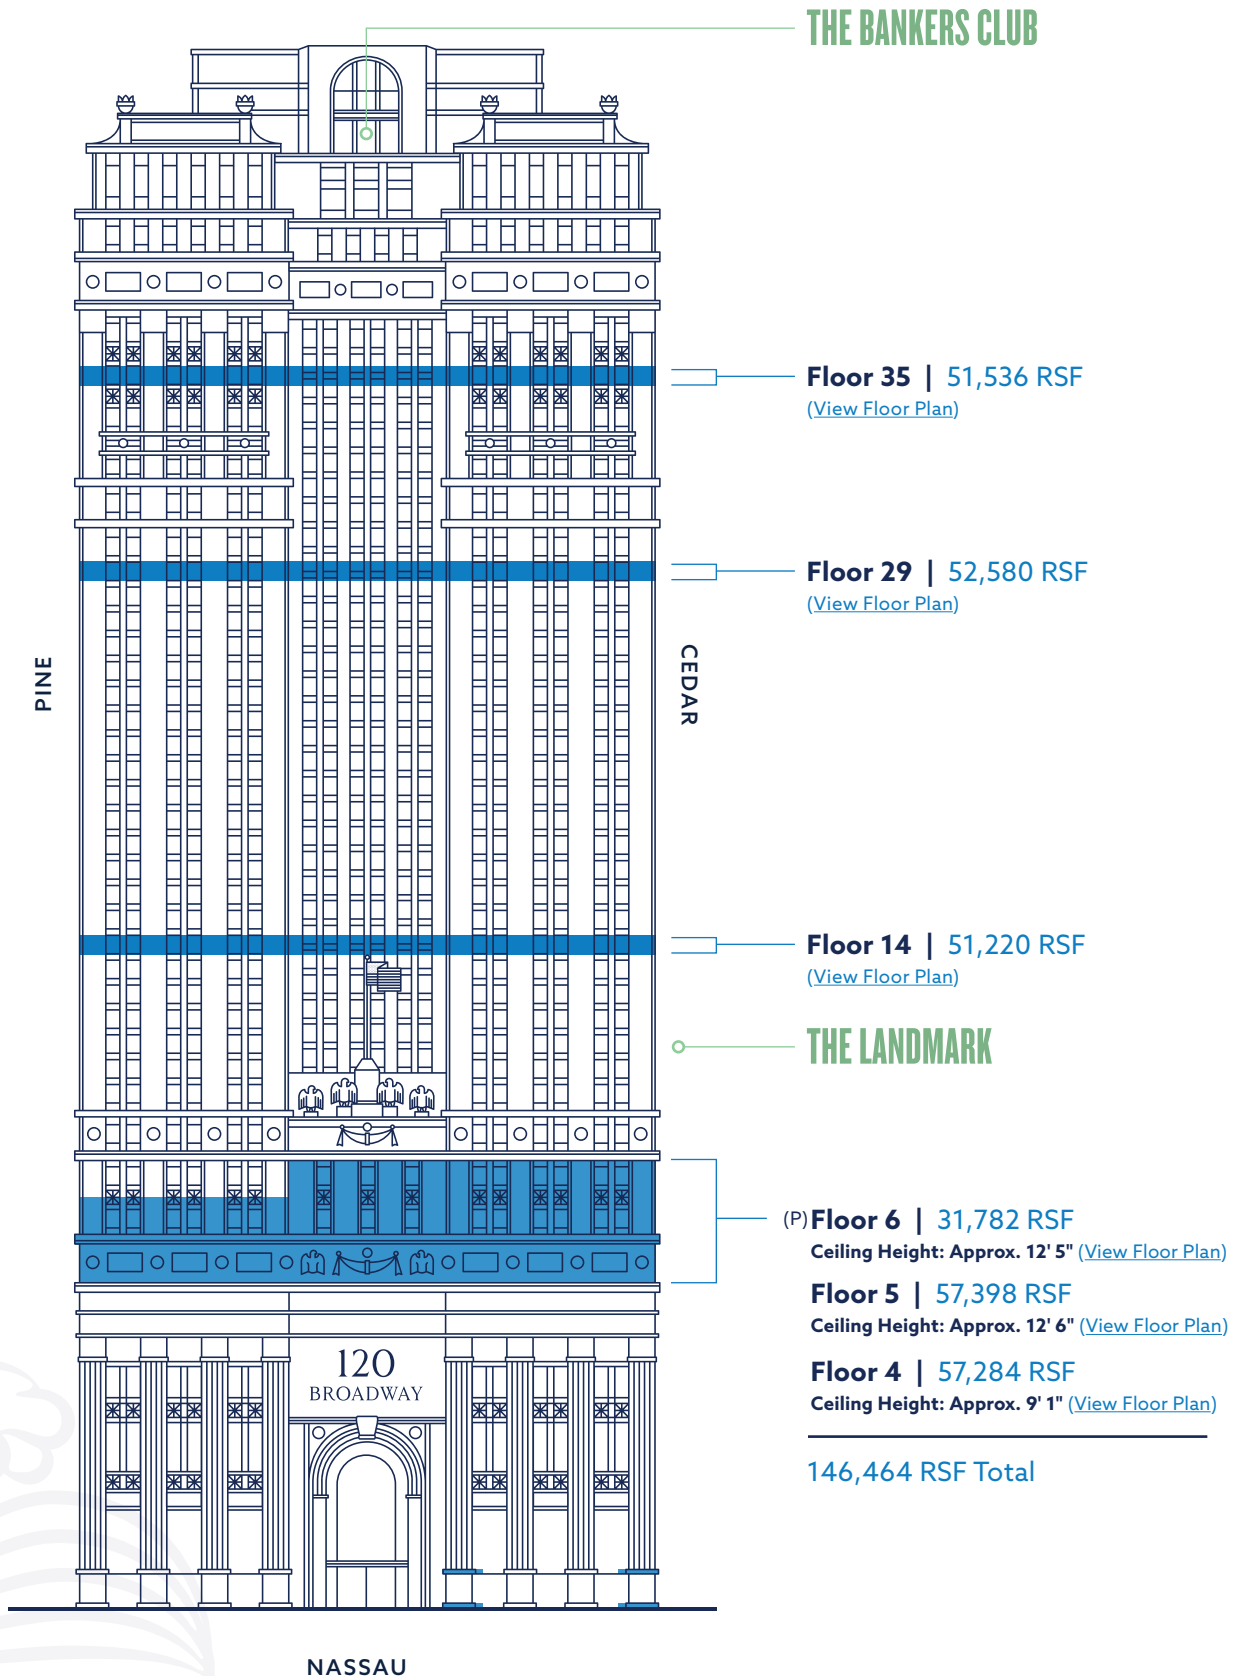 THE BANKERS CLUB
Floor 35 | 51,536 RSF
(View Floor Plan)
Floor 29 | 52,580 RSF
(View Floor Plan)
PINE
CEDAR
Floor 14 | 51,220 RSF
(View Floor Plan)
THE LANDMARK
(P) Floor 6 | 31,782 RSF
Ceiling Height: Approx. 12' 5" (View Floor Plan)
Floor 5 | 57,398 RSF
Ceiling Height: Approx. 12' 6" (View Floor Plan)
Floor 4 | 57,284 RSF
Ceiling Height: Approx. 9' 1" (View Floor Plan)
146,464 RSF Total
120
BROADWAY
NASSAU